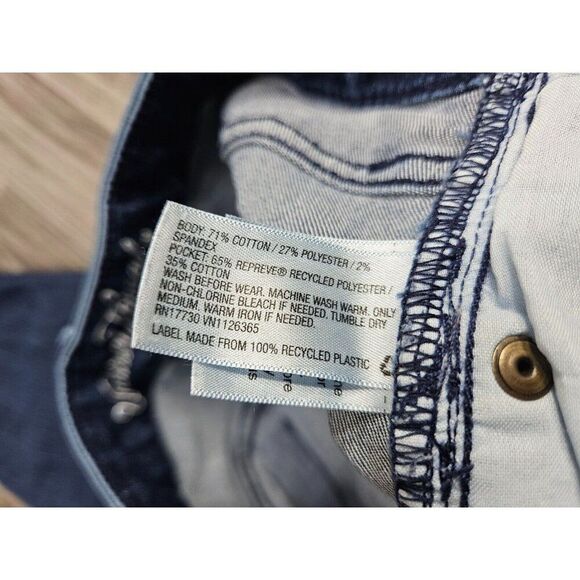 BODY: 71% COTTON / 27% POLYESTER / 2%
SPANDEX
POCKET: 65% REPREVE® RECYCLED POLYESTER /
35% COTTON
WASH BEFORE WEAR. MACHINE WASH WARM. ONLY
NON-CHLORINE BLEACH IF NEEDED. TUMBLE DRY
MEDIUM. WARM IRON IF NEEDED.
RN17730 VN1126365
LABEL MADE FROM 100% RECYCLED PLASTIC